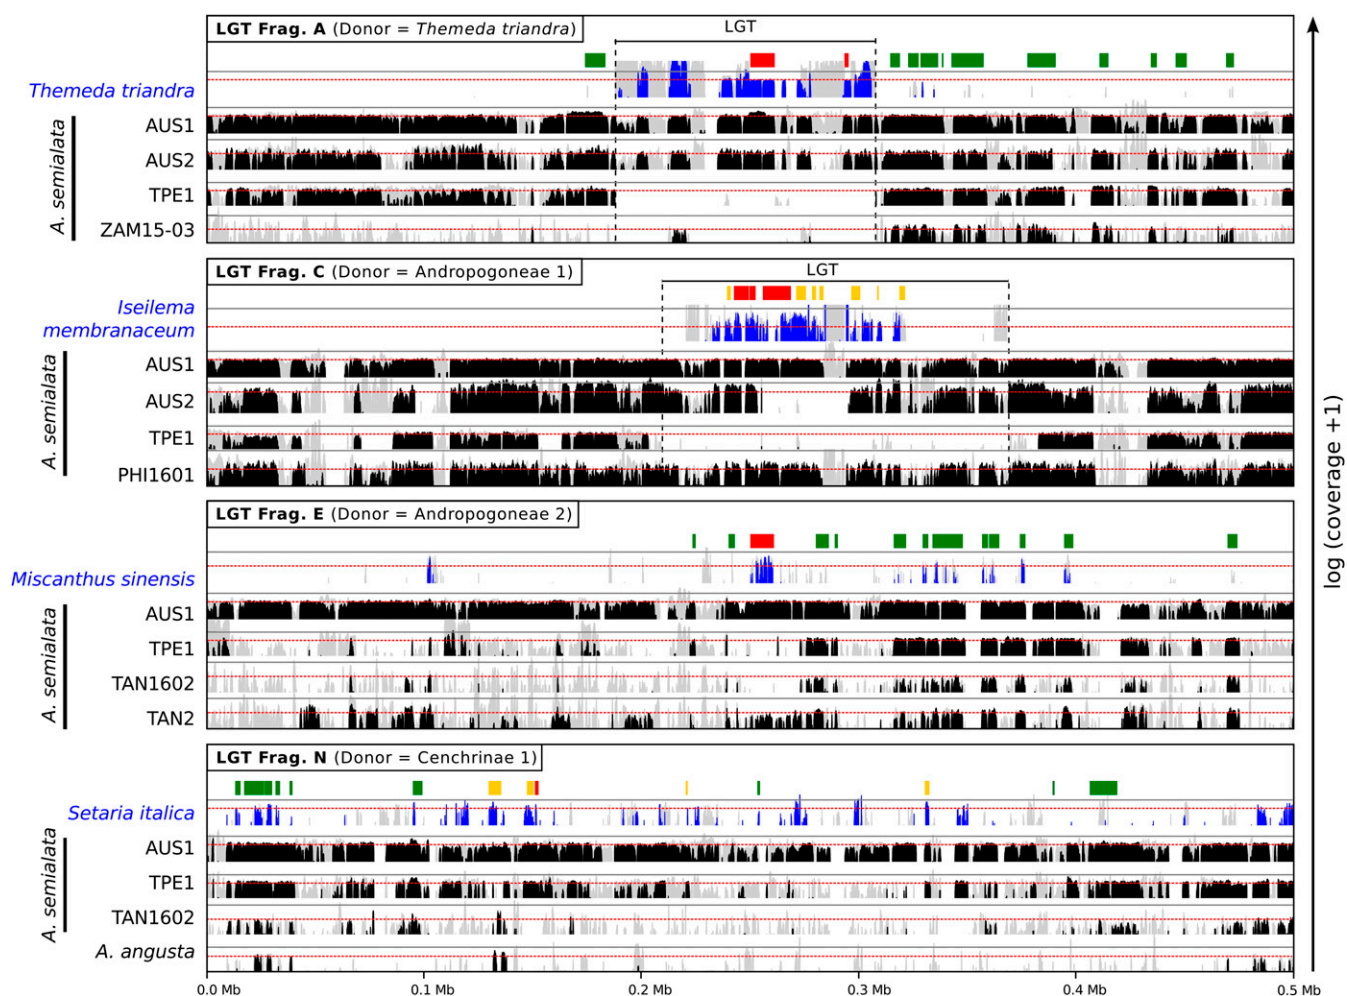 LGT Frag. A (Donor = Themeda triandra)
LGT
Themeda triandra
A. semialata
AUS1
AUS2
TPE1
ZAM15-03
LGT Frag. C (Donor = Andropogoneae 1)
LGT
Iseilema
membranaceum
A. semialata
AUS1
AUS2
TPE1
PHI1601
LGT Frag. E (Donor = Andropogoneae 2)
Miscanthus sinensis
A. semialata
AUS1
TPE1
TAN1602
TAN2
LGT Frag. N (Donor = Cenchrinae 1)
Setaria italica
A. semialata
AUS1
TPE1
TAN1602
A. angusta
0.0 Mb 0.1 Mb 0.2 Mb 0.3 Mb 0.4 Mb 0.5 Mb
log (coverage +1)